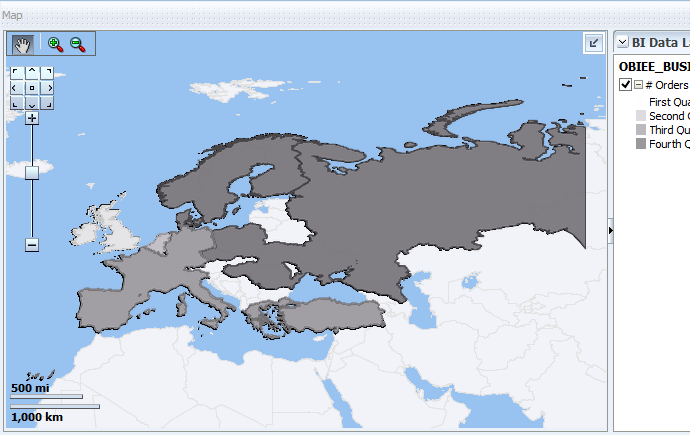 Map
BI Data L
OBIEE_BUSI
# Orders
First Qua
Second
Third Qu
Fourth Q
500 mi
1,000 km